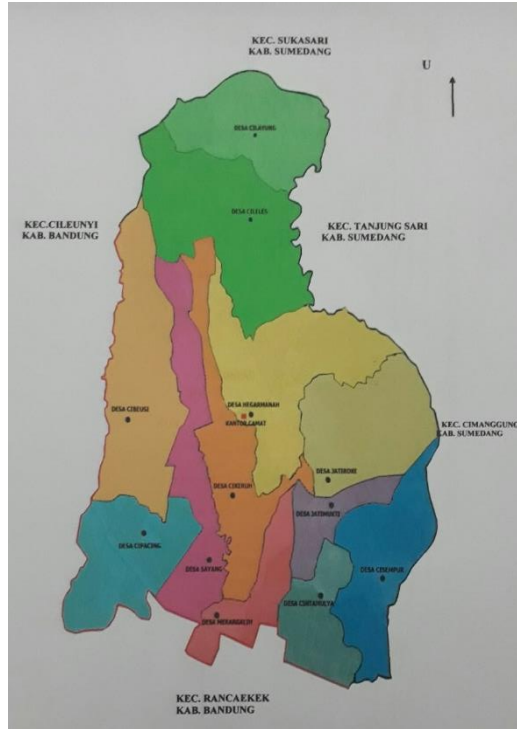 KEC. SUKASARI
KAB. SUMEDANG
U
DESA CILAYUNG
DESA CILELES
KEC.CILEUNYI
KAB. BANDUNG
KEC. TANJUNG SARI
KAB. SUMEDANG
DESA HEGARMANAH
KANTOR CAMAT
DESA CIBEUSI
KEC. CIMANGGUNG
KAB. SUMEDANG
DESA JATIROKE
DESA CIKERUH
DESA JATIMUKTI
DESA CIPACING
DESA SAYANG
DESA CISEMPUR
DESA CINTAMULYA
DESA MEKARGALIH
KEC. RANCAEKEK
KAB. BANDUNG